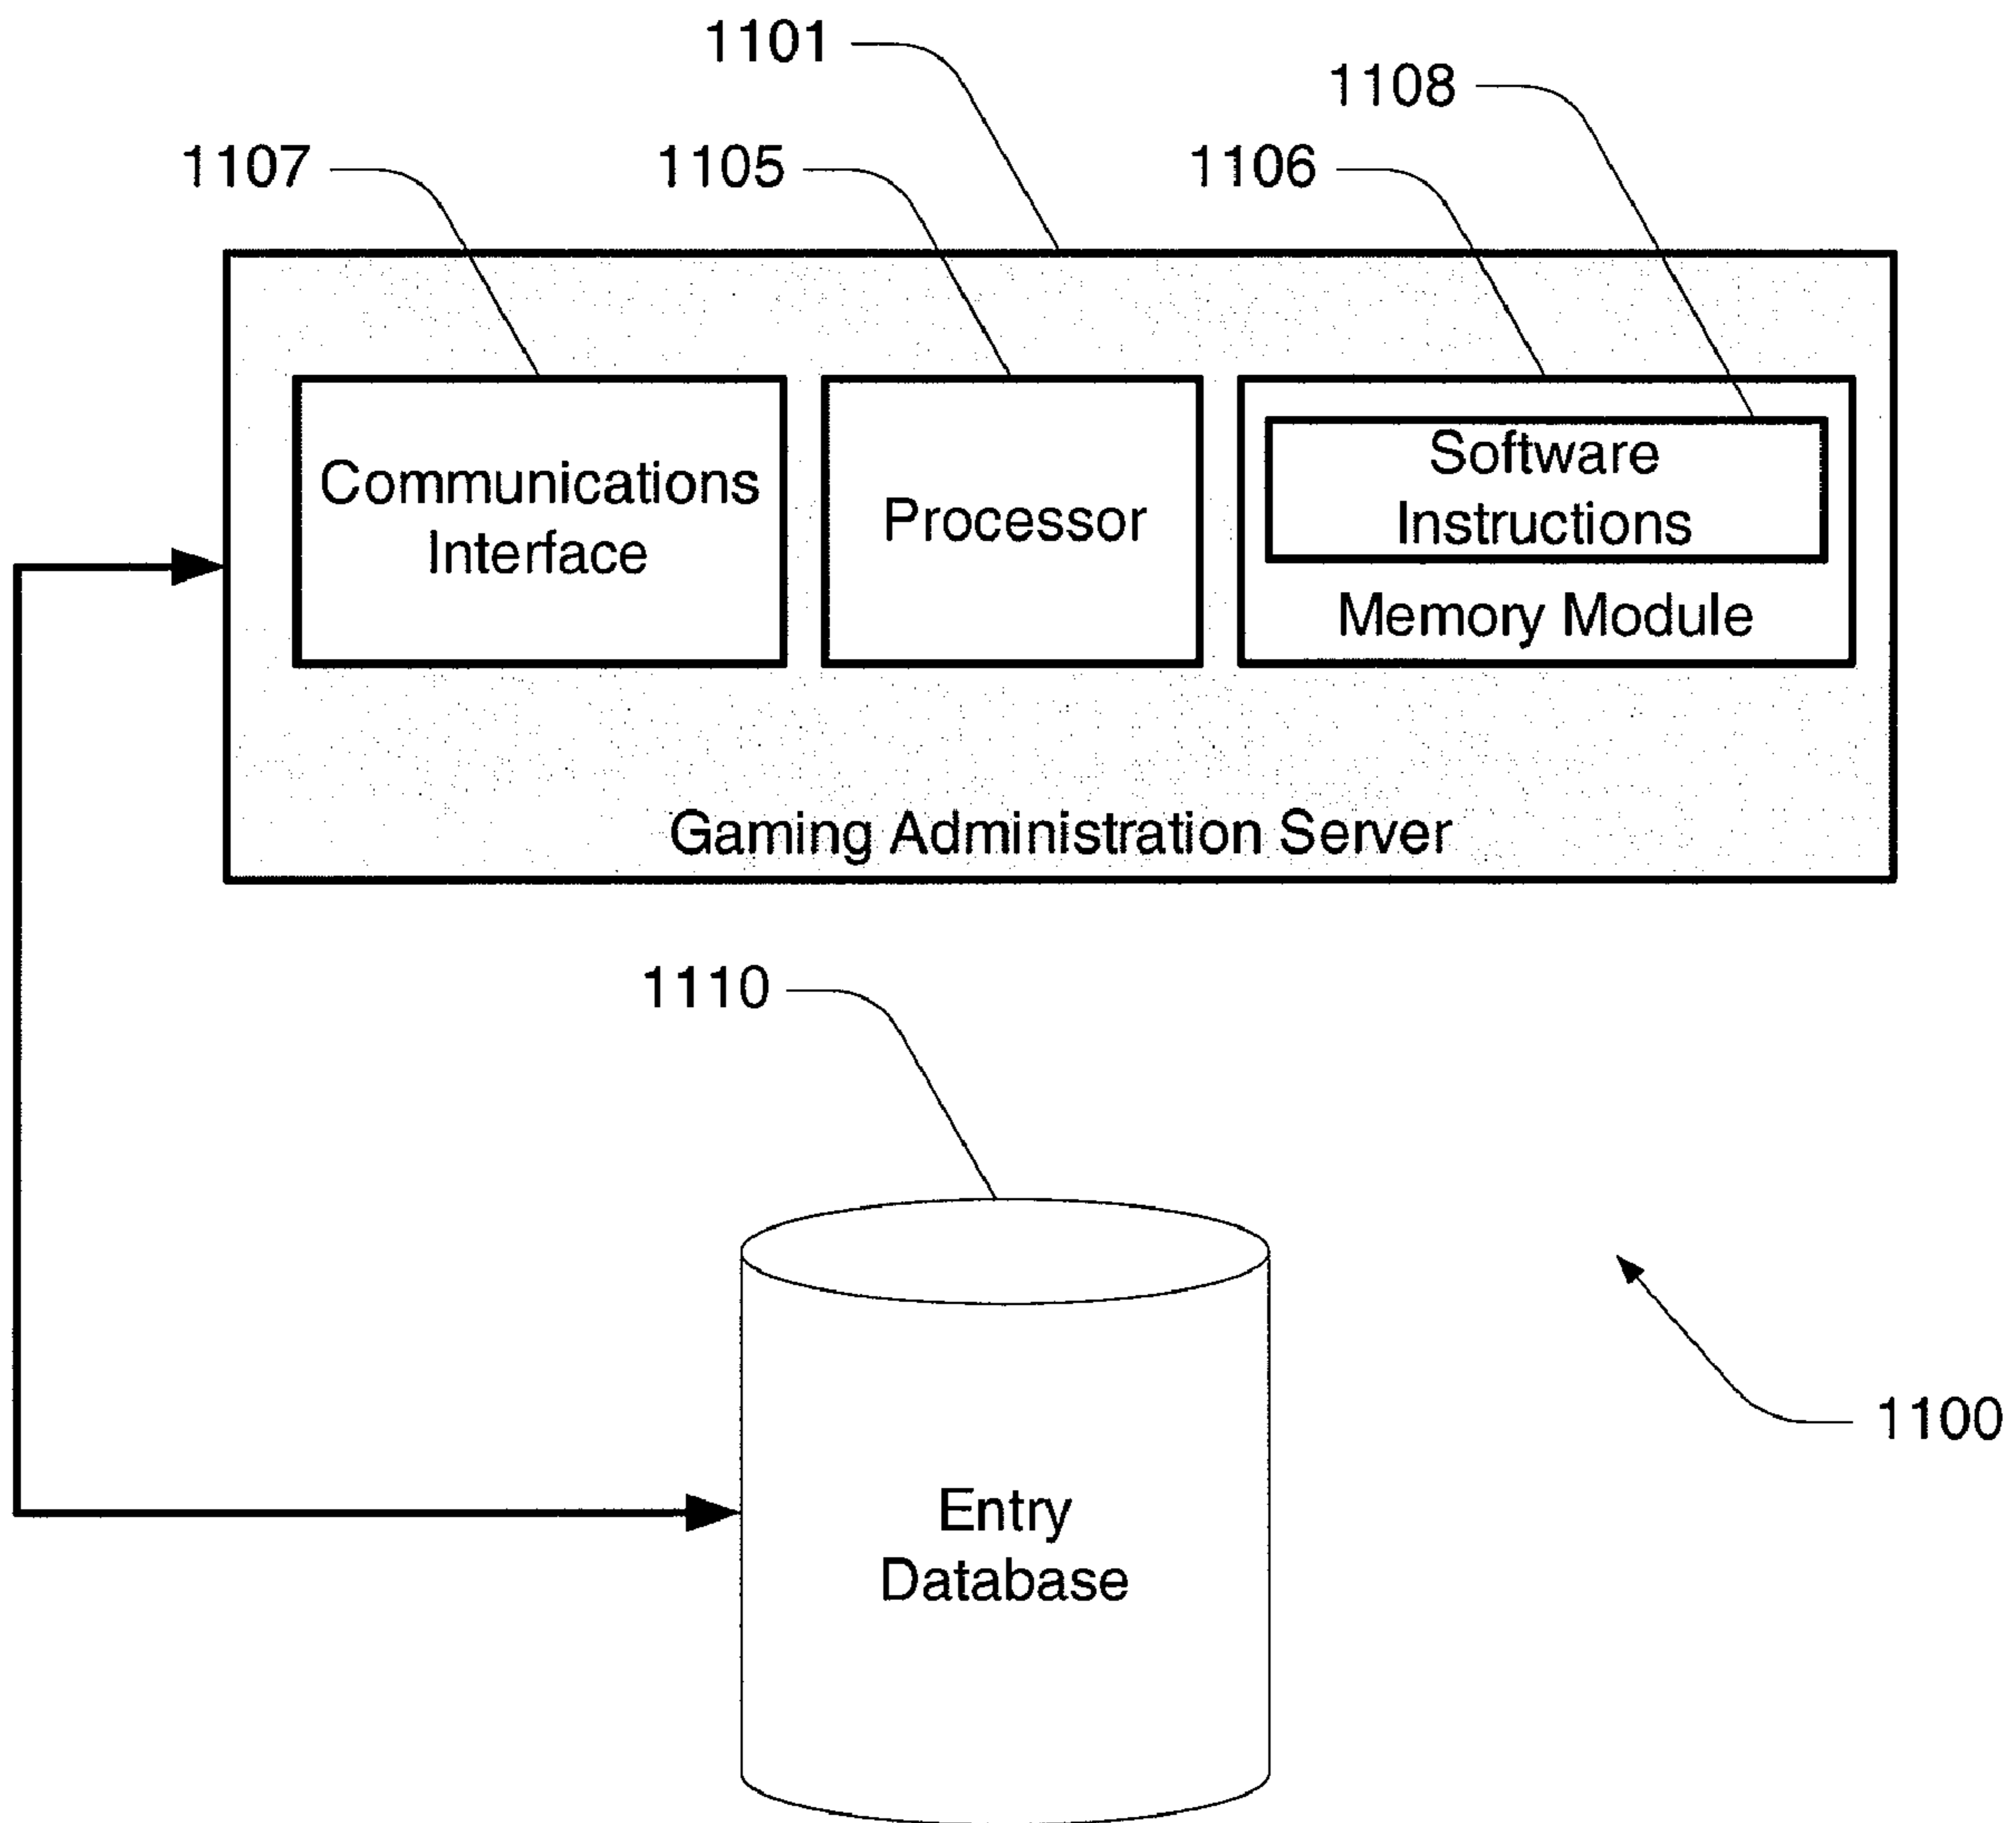 1101
1108
1107
1105
1106
Communications
Interface
Processor
Software
Instructions
Memory Module
Gaming Administration Server
1110
1100
Entry
Database